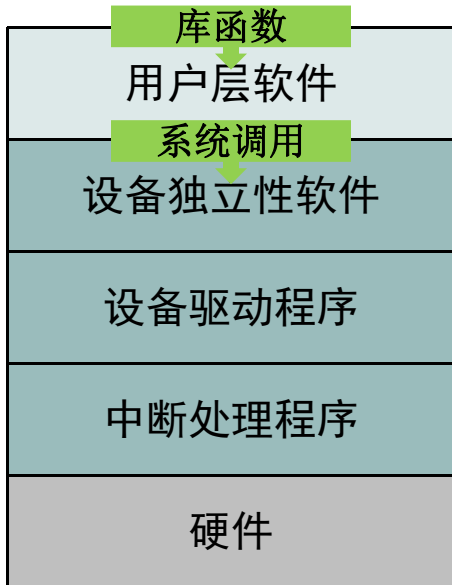 库函数
用户层软件
系统调用
设备独立性软件
设备驱动程序
中断处理程序
硬件